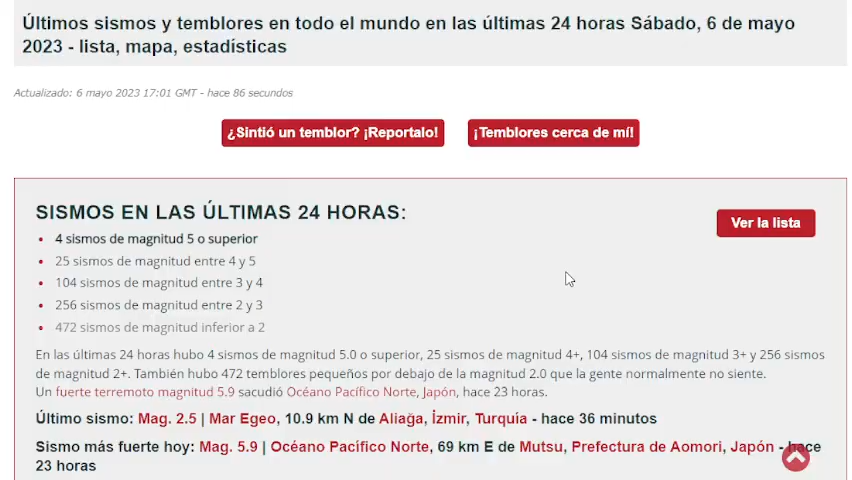 Últimos sismos y temblores en todo el mundo en las últimas 24 horas Sábado, 6 de mayo
2023 - lista, mapa, estadísticas
Actualizado: 6 mayo 2023 17:01 GMT - hace 86 segundos
¿Sintió un temblor? ¡Reportalo!
¡Temblores cerca de mí!
SISMOS EN LAS ÚLTIMAS 24 HORAS:
Ver la lista
4 sismos de magnitud 5 o superior
25 sismos de magnitud entre 4 y 5
104 sismos de magnitud entre 3 y 4
256 sismos de magnitud entre 2 y 3
472 sismos de magnitud inferior a 2
En las últimas 24 horas hubo 4 sismos de magnitud 5.0 o superior, 25 sismos de magnitud 4+, 104 sismos de magnitud 3+ y 256 sismos
de magnitud 2+. También hubo 472 temblores pequeños por debajo de la magnitud 2.0 que la gente normalmente no siente.
Un fuerte terremoto magnitud 5.9 sacudió Océano Pacífico Norte, Japón, hace 23 horas.
Último sismo: Mag. 2.5 | Mar Egeo, 10.9 km N de Aliağa, İzmir, Turquía - hace 36 minutos
Sismo más fuerte hoy: Mag. 5.9 | Océano Pacífico Norte, 69 km E de Mutsu, Prefectura de Aomori, Japón - hace
23 horas